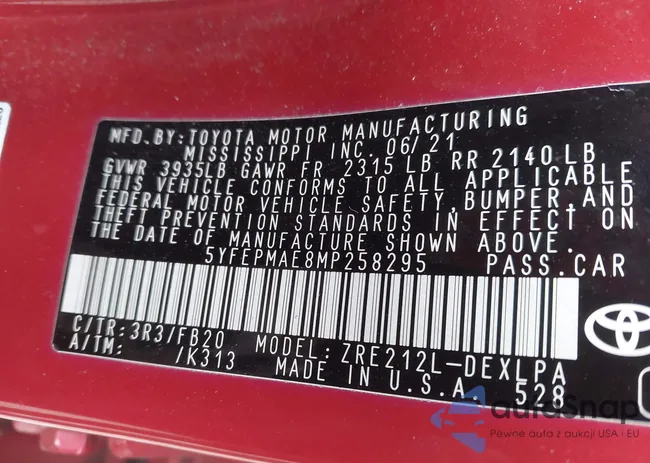 MFD.BY:TOYOTA MOTOR MANUFACTURING
MISSISSIPPI INC. 06/21
GVWR 3935LB GAWR FR 2315 LB RR 2140LB
THIS VEHICLE CONFORMS TO ALL APPLICABLE
FEDERAL MOTOR VEHICLE SAFETY, BUMPER, AND
THEFT PREVENTION STANDARDS IN EFFECT ON
THE DATE OF MANUFACTURE SHOWN ABOVE.
5YFEPMAE8MP258295 PASS.CAR
C/TR:3R3/FB20 MODEL: ZRE212L-DEXLPA
A/TM: /K313 MADE IN U.S.A. 528
autoSnap
Pewne auta z aukcji USA i EU